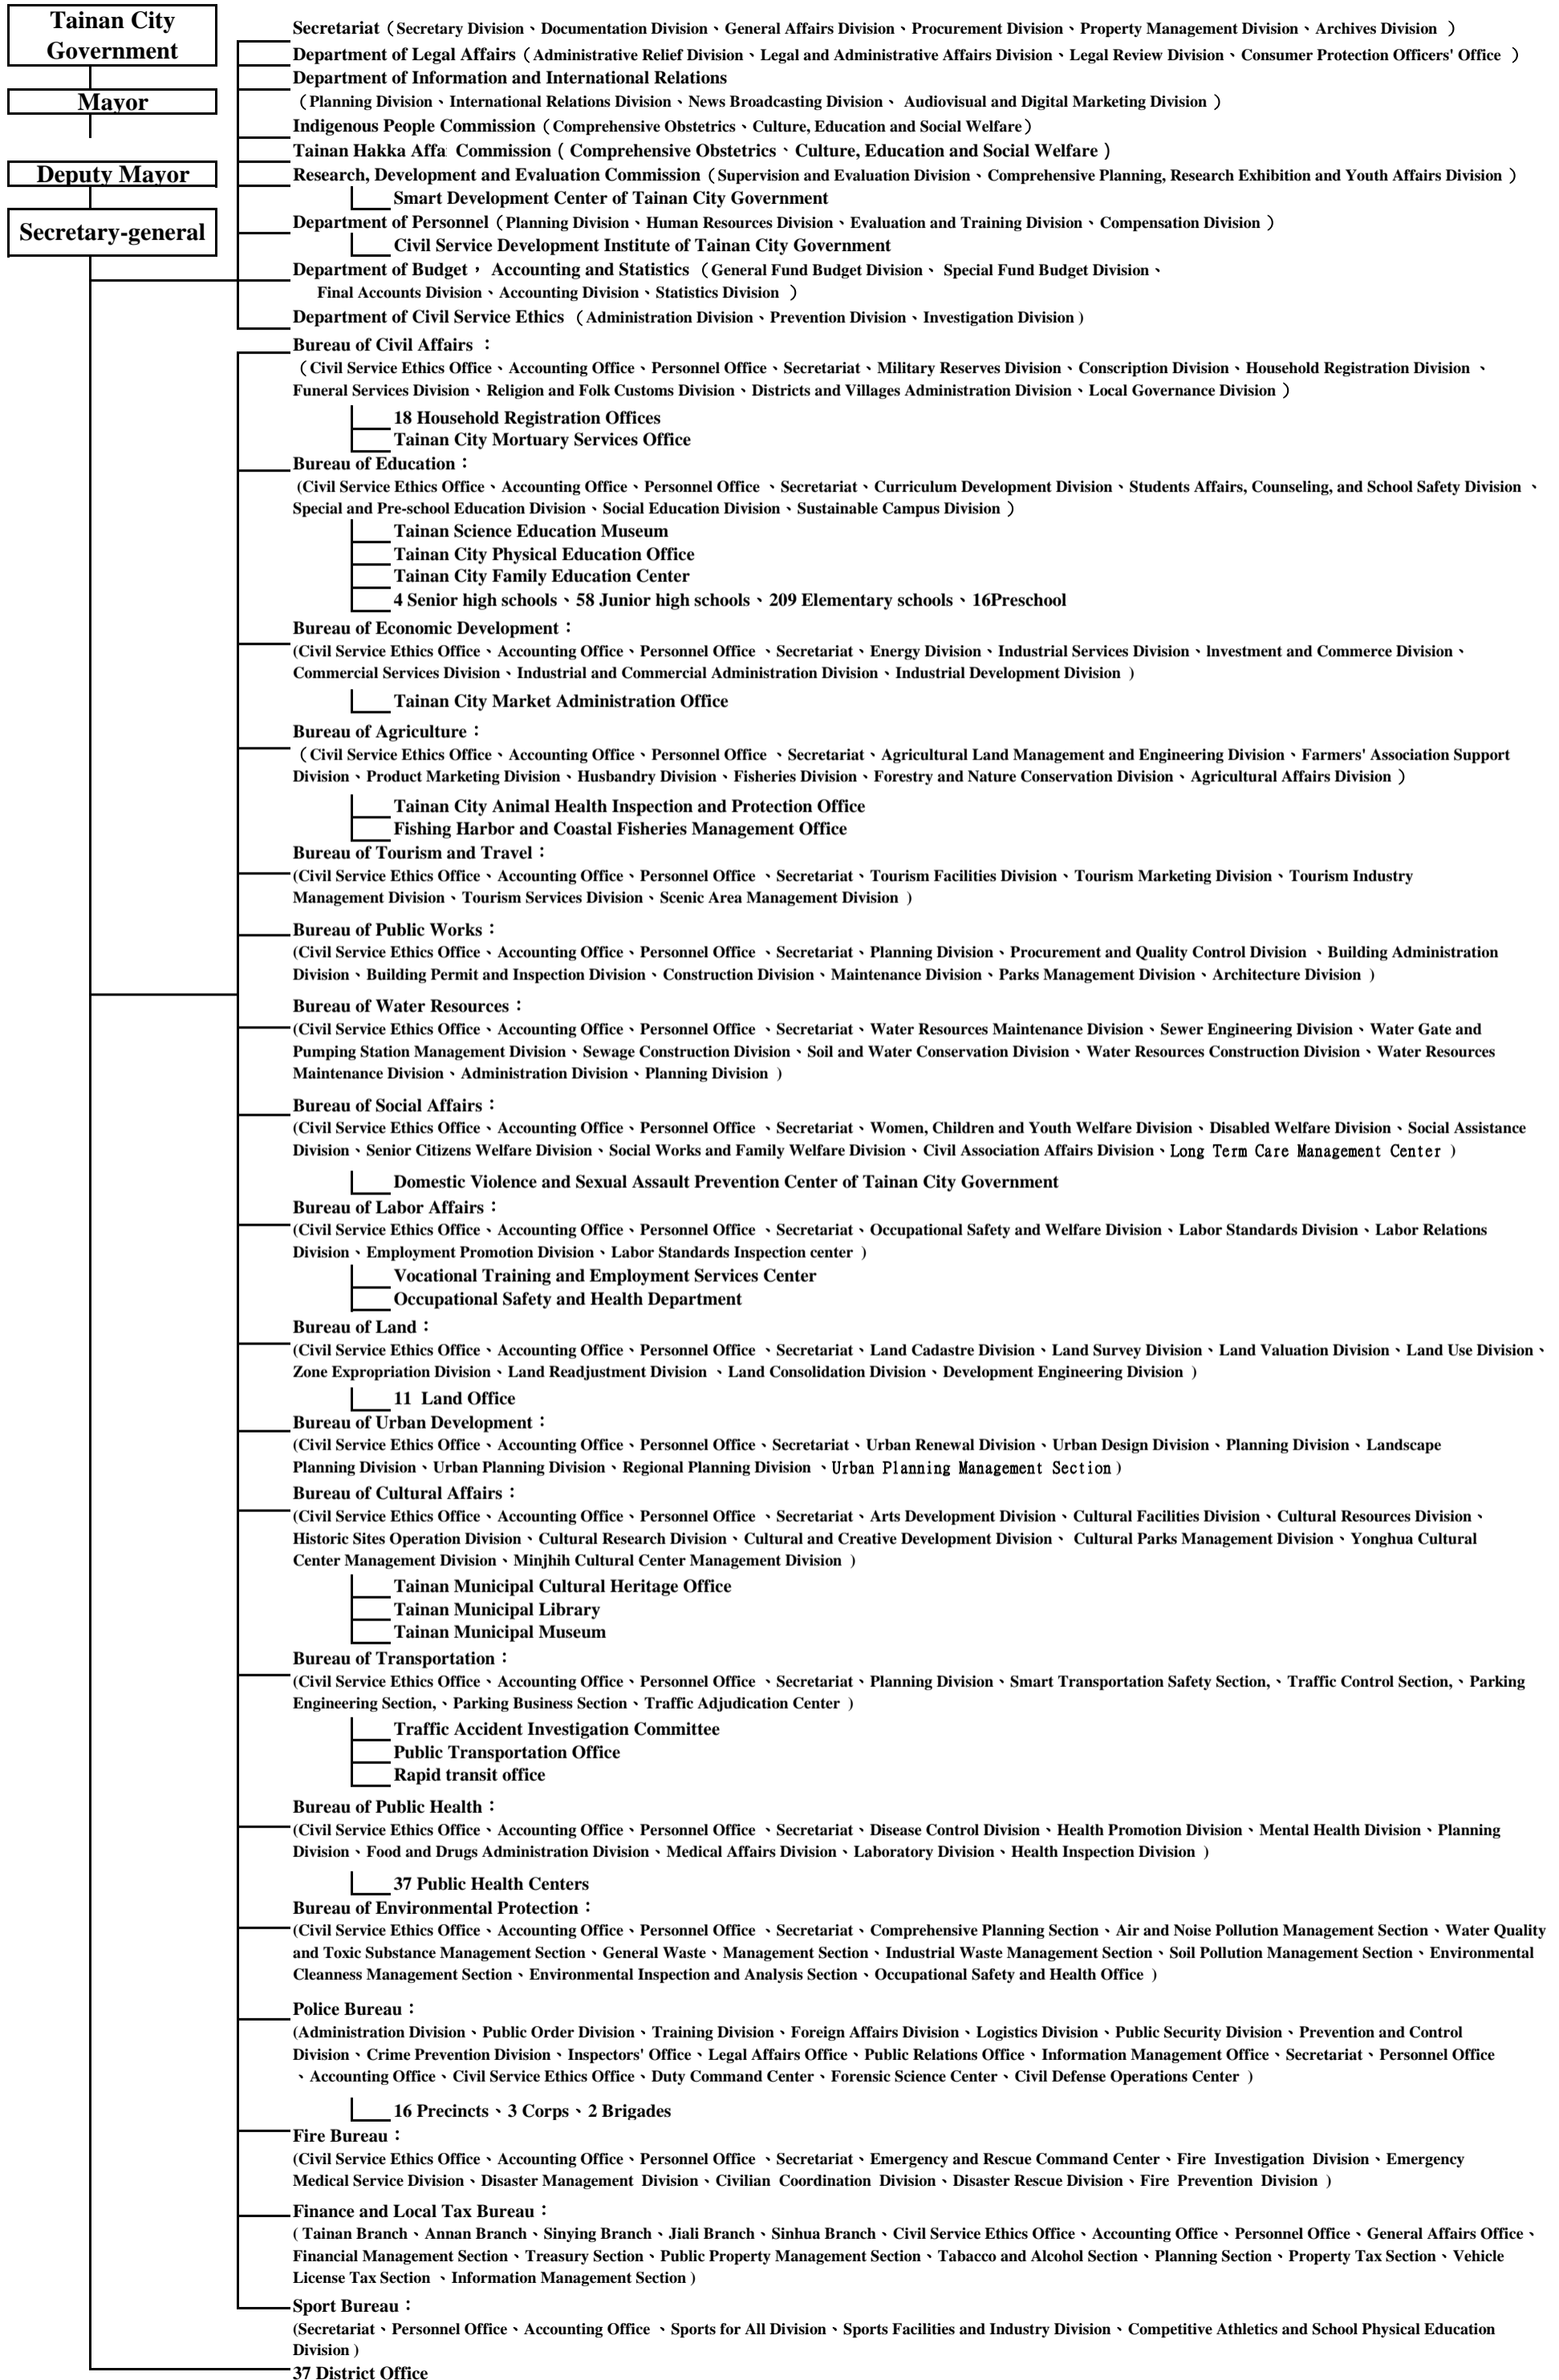 Tainan City
Government
Mayor
Deputy Mayor
Secretary-general
Secretariat（Secretary Division、Documentation Division、General Affairs Division、Procurement Division、Property Management Division、Archives Division ）
Department of Legal Affairs（Administrative Relief Division、Legal and Administrative Affairs Division、Legal Review Division、Consumer Protection Officers' Office ）
Department of Information and International Relations
（Planning Division、International Relations Division、News Broadcasting Division、 Audiovisual and Digital Marketing Division ）
Indigenous People Commission（Comprehensive Obstetrics、Culture, Education and Social Welfare）
Tainan Hakka Affa Commission ( Comprehensive Obstetrics、Culture, Education and Social Welfare )
Research, Development and Evaluation Commission（Supervision and Evaluation Division、Comprehensive Planning, Research Exhibition and Youth Affairs Division ）
Smart Development Center of Tainan City Government
Department of Personnel（Planning Division、Human Resources Division、Evaluation and Training Division、Compensation Division ）
Civil Service Development Institute of Tainan City Government
Department of Budget， Accounting and Statistics （General Fund Budget Division、 Special Fund Budget Division、
Final Accounts Division、Accounting Division、Statistics Division ）
Department of Civil Service Ethics （Administration Division、Prevention Division、Investigation Division )
Bureau of Civil Affairs ：
（Civil Service Ethics Office、Accounting Office、Personnel Office、Secretariat、Military Reserves Division、Conscription Division、Household Registration Division 、
Funeral Services Division、Religion and Folk Customs Division、Districts and Villages Administration Division、Local Governance Division ）
18 Household Registration Offices
Tainan City Mortuary Services Office
Bureau of Education：
(Civil Service Ethics Office、Accounting Office、Personnel Office 、Secretariat、Curriculum Development Division、Students Affairs, Counseling, and School Safety Division 、
Special and Pre-school Education Division、Social Education Division、Sustainable Campus Division ）
Tainan Science Education Museum
Tainan City Physical Education Office
Tainan City Family Education Center
4 Senior high schools、58 Junior high schools、209 Elementary schools、16Preschool
Bureau of Economic Development：
(Civil Service Ethics Office、Accounting Office、Personnel Office 、Secretariat、Energy Division、Industrial Services Division、lnvestment and Commerce Division、
Commercial Services Division、Industrial and Commercial Administration Division、Industrial Development Division )
Tainan City Market Administration Office
Bureau of Agriculture：
（Civil Service Ethics Office、Accounting Office、Personnel Office 、Secretariat、Agricultural Land Management and Engineering Division、Farmers' Association Support
Division、Product Marketing Division、Husbandry Division、Fisheries Division、Forestry and Nature Conservation Division、Agricultural Affairs Division ）
Tainan City Animal Health Inspection and Protection Office
Fishing Harbor and Coastal Fisheries Management Office
Bureau of Tourism and Travel：
(Civil Service Ethics Office、Accounting Office、Personnel Office 、Secretariat、Tourism Facilities Division、Tourism Marketing Division、Tourism Industry
Management Division、Tourism Services Division、Scenic Area Management Division )
Bureau of Public Works：
(Civil Service Ethics Office、Accounting Office、Personnel Office 、Secretariat、Planning Division、Procurement and Quality Control Division 、Building Administration
Division、Building Permit and Inspection Division、Construction Division、Maintenance Division、Parks Management Division、Architecture Division )
Bureau of Water Resources：
(Civil Service Ethics Office、Accounting Office、Personnel Office 、Secretariat、Water Resources Maintenance Division、Sewer Engineering Division、Water Gate and
Pumping Station Management Division、Sewage Construction Division、Soil and Water Conservation Division、Water Resources Construction Division、Water Resources
Maintenance Division、Administration Division、Planning Division )
Bureau of Social Affairs：
(Civil Service Ethics Office、Accounting Office、Personnel Office 、Secretariat、Women, Children and Youth Welfare Division、Disabled Welfare Division、Social Assistance
Division、Senior Citizens Welfare Division、Social Works and Family Welfare Division、Civil Association Affairs Division、Long Term Care Management Center )
Domestic Violence and Sexual Assault Prevention Center of Tainan City Government
Bureau of Labor Affairs：
(Civil Service Ethics Office、Accounting Office、Personnel Office 、Secretariat、Occupational Safety and Welfare Division、Labor Standards Division、Labor Relations
Division、Employment Promotion Division、Labor Standards Inspection center )
Vocational Training and Employment Services Center
Occupational Safety and Health Department
Bureau of Land：
(Civil Service Ethics Office、Accounting Office、Personnel Office 、Secretariat、Land Cadastre Division、Land Survey Division、Land Valuation Division、Land Use Division、
Zone Expropriation Division、Land Readjustment Division 、Land Consolidation Division、Development Engineering Division )
11 Land Office
Bureau of Urban Development：
(Civil Service Ethics Office、Accounting Office、Personnel Office、Secretariat、Urban Renewal Division、Urban Design Division、Planning Division、Landscape
Planning Division、Urban Planning Division、Regional Planning Division 、Urban Planning Management Section )
Bureau of Cultural Affairs：
(Civil Service Ethics Office、Accounting Office、Personnel Office 、Secretariat、Arts Development Division、Cultural Facilities Division、Cultural Resources Division、
Historic Sites Operation Division、Cultural Research Division、Cultural and Creative Development Division、 Cultural Parks Management Division、Yonghua Cultural
Center Management Division、Minjhih Cultural Center Management Division )
Tainan Municipal Cultural Heritage Office
Tainan Municipal Library
Tainan Municipal Museum
Bureau of Transportation：
(Civil Service Ethics Office、Accounting Office、Personnel Office 、Secretariat、Planning Division、Smart Transportation Safety Section,、Traffic Control Section,、Parking
Engineering Section,、Parking Business Section、Traffic Adjudication Center )
Traffic Accident Investigation Committee
Public Transportation Office
Rapid transit office
Bureau of Public Health：
(Civil Service Ethics Office、Accounting Office、Personnel Office 、Secretariat、Disease Control Division、Health Promotion Division、Mental Health Division、Planning
Division、Food and Drugs Administration Division、Medical Affairs Division、Laboratory Division、Health Inspection Division )
37 Public Health Centers
Bureau of Environmental Protection：
(Civil Service Ethics Office、Accounting Office、Personnel Office 、Secretariat、Comprehensive Planning Section、Air and Noise Pollution Management Section、Water Quality
and Toxic Substance Management Section、General Waste、Management Section、Industrial Waste Management Section、Soil Pollution Management Section、Environmental
Cleanness Management Section、Environmental Inspection and Analysis Section、Occupational Safety and Health Office )
Police Bureau：
(Administration Division、Public Order Division、Training Division、Foreign Affairs Division、Logistics Division、Public Security Division、Prevention and Control
Division、Crime Prevention Division、Inspectors' Office、Legal Affairs Office、Public Relations Office、Information Management Office、Secretariat、Personnel Office
、Accounting Office、Civil Service Ethics Office、Duty Command Center、Forensic Science Center、Civil Defense Operations Center )
16 Precincts、3 Corps、2 Brigades
Fire Bureau：
(Civil Service Ethics Office、Accounting Office、Personnel Office 、Secretariat、Emergency and Rescue Command Center、Fire Investigation Division、Emergency
Medical Service Division、Disaster Management Division、Civilian Coordination Division、Disaster Rescue Division、Fire Prevention Division )
Finance and Local Tax Bureau：
( Tainan Branch、Annan Branch、Sinying Branch、Jiali Branch、Sinhua Branch、Civil Service Ethics Office、Accounting Office、Personnel Office、General Affairs Office、
Financial Management Section、Treasury Section、Public Property Management Section、Tabacco and Alcohol Section、Planning Section、Property Tax Section、Vehicle
License Tax Section 、Information Management Section )
Sport Bureau：
(Secretariat、Personnel Office、Accounting Office 、Sports for All Division、Sports Facilities and Industry Division、Competitive Athletics and School Physical Education
Division )
37 District Office